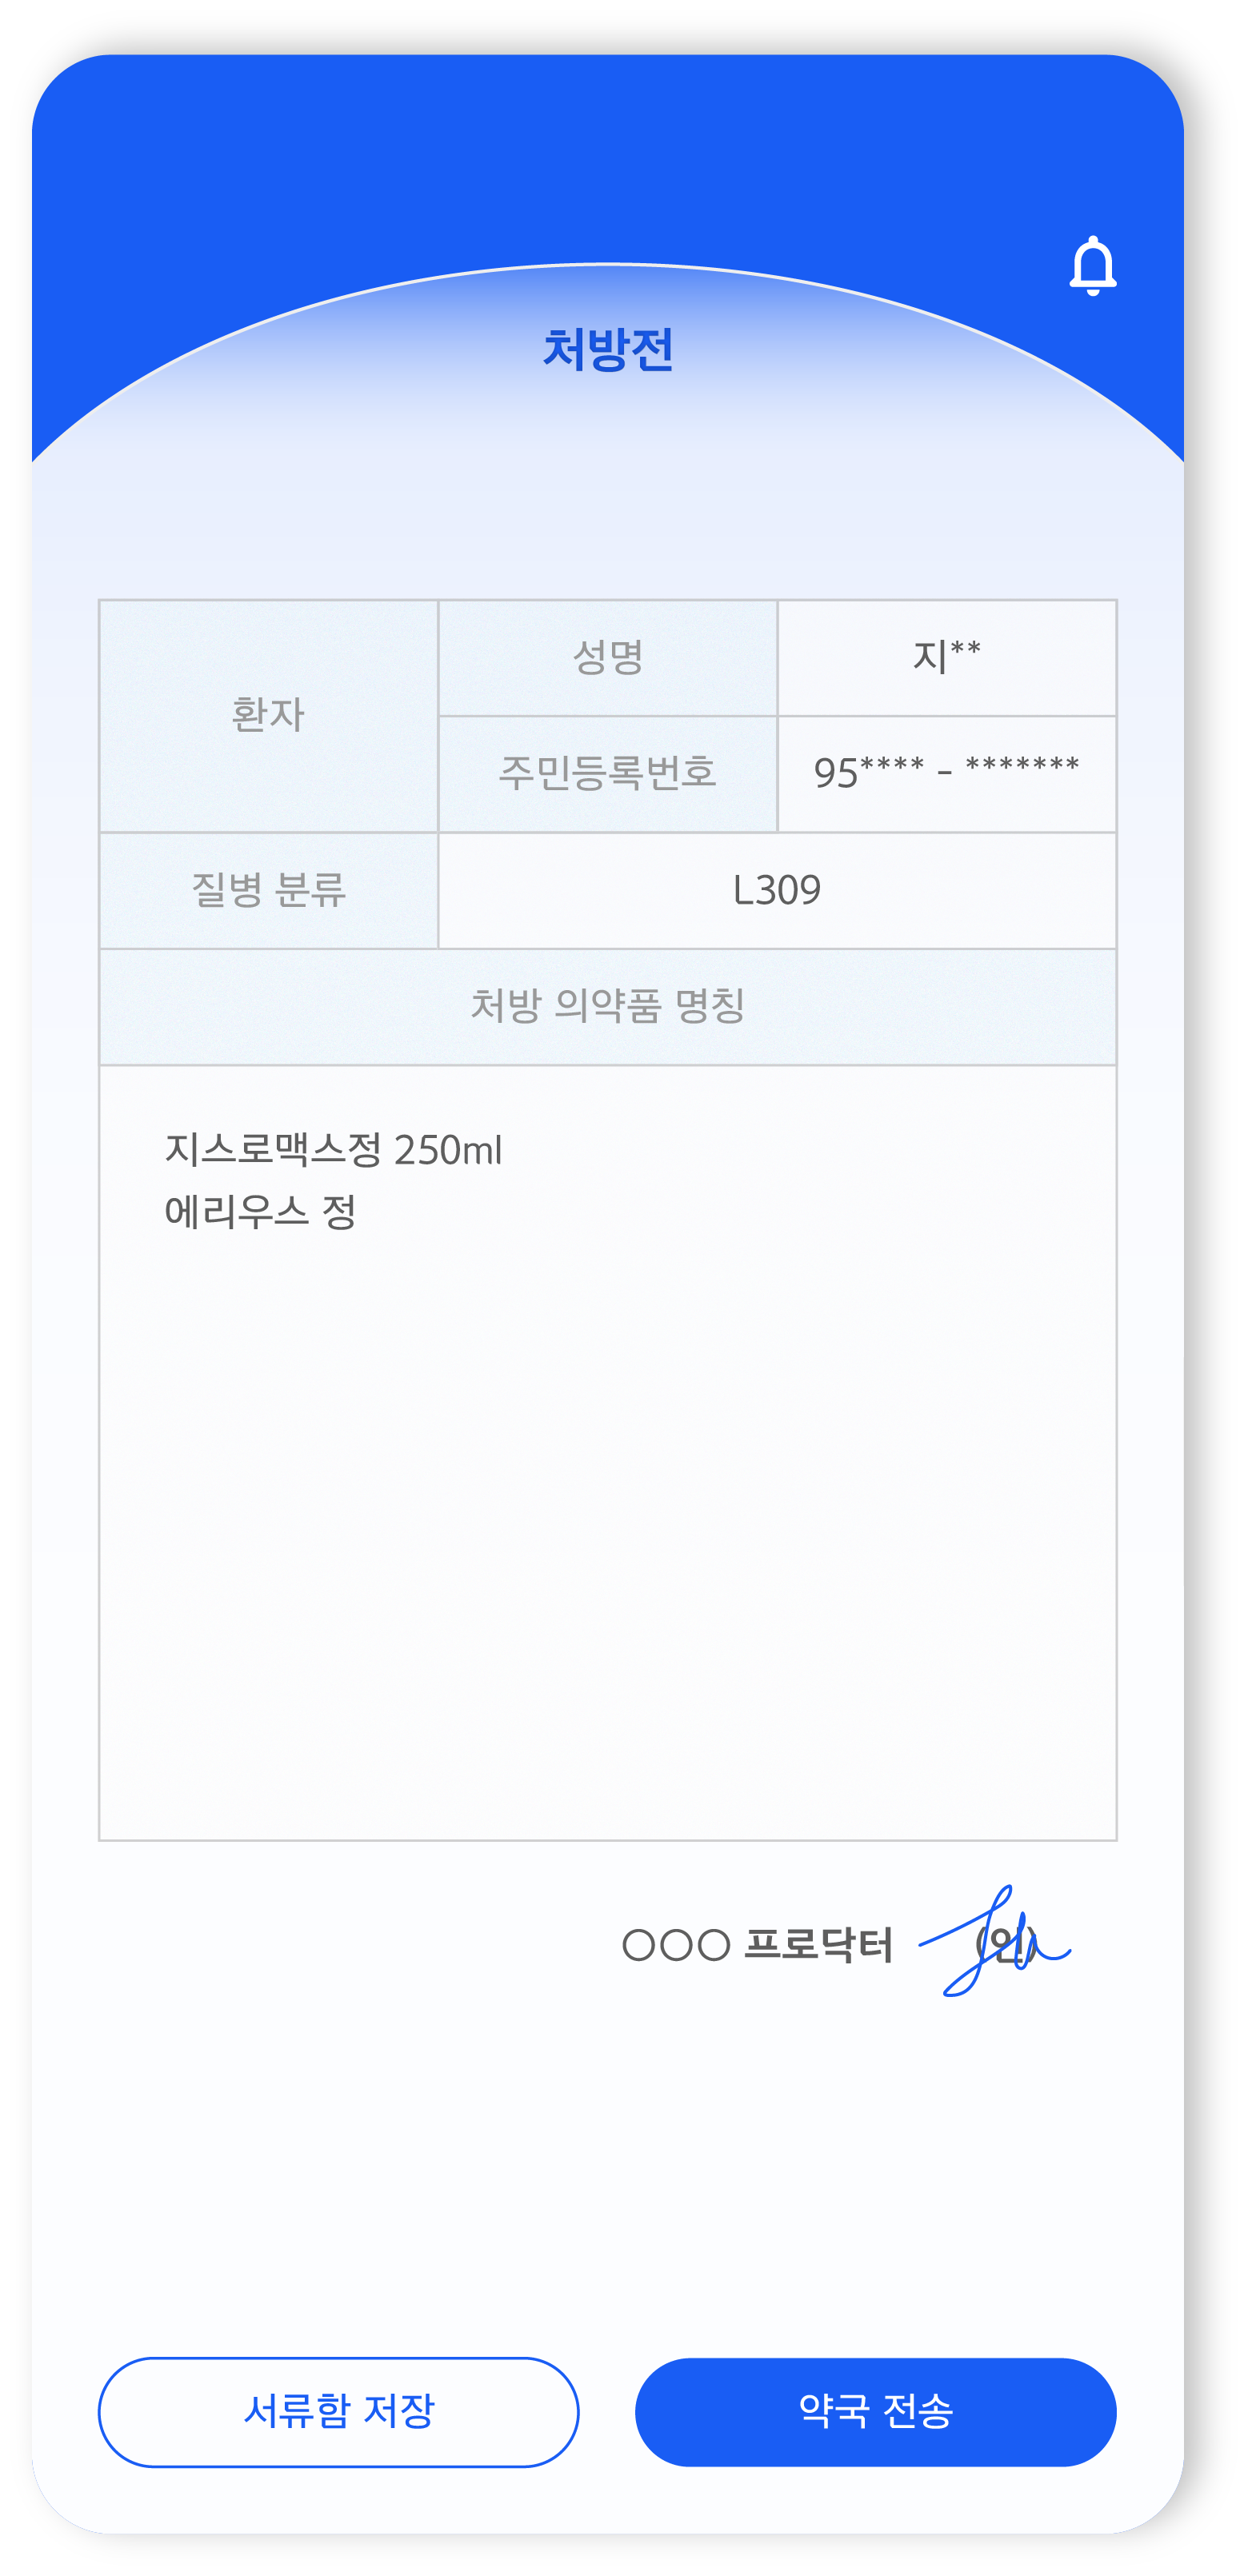 처방전
환자
성명
지**
주민등록번호
95**** - *******
질병 분류
L309
처방 의약품 명칭
지스로맥스정 250ml
에리우스 정
○○○ 프로닥터 (인)
서류함 저장
약국 전송